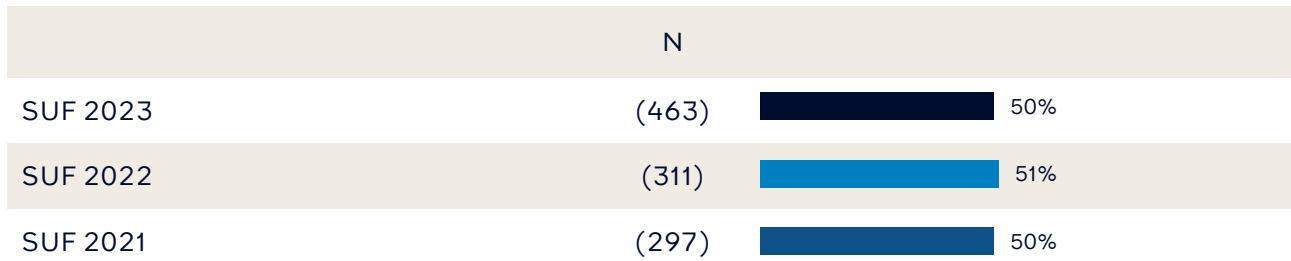 N
SUF 2023 (463) 50%
SUF 2022 (311) 51%
SUF 2021 (297) 50%